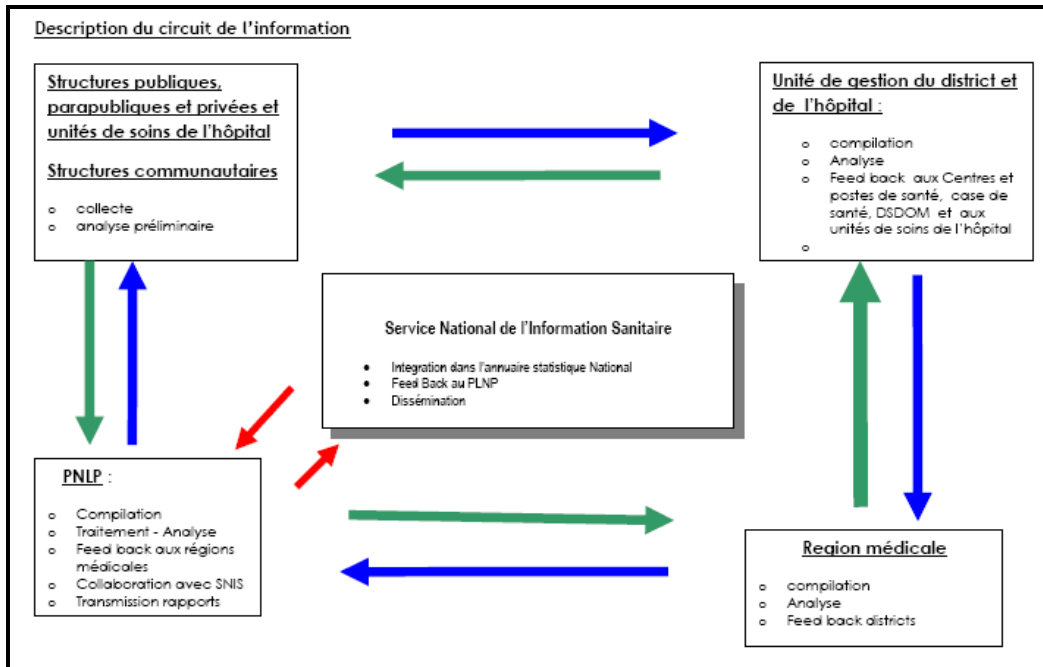 Description du circuit de l'information
Structures publiques,
parapubliques et privées et
unités de soins de l'hôpital
Structures communautaires
o collecte
o analyse préliminaire
Unité de gestion du district et
de l'hôpital :
o compilation
o Analyse
o Feed back aux Centres et
postes de santé, case de
santé, DSDOM et aux
unités de soins de l'hôpital
o
Service National de l'Information Sanitaire
• Integration dans l'annuaire statistique National
• Feed Back au PLNP
• Dissémination
PNLP :
o Compilation
o Traitement - Analyse
o Feed back aux régions
médicales
o Collaboration avec SNIS
o Transmission rapports
Region médicale
o compilation
o Analyse
o Feed back districts